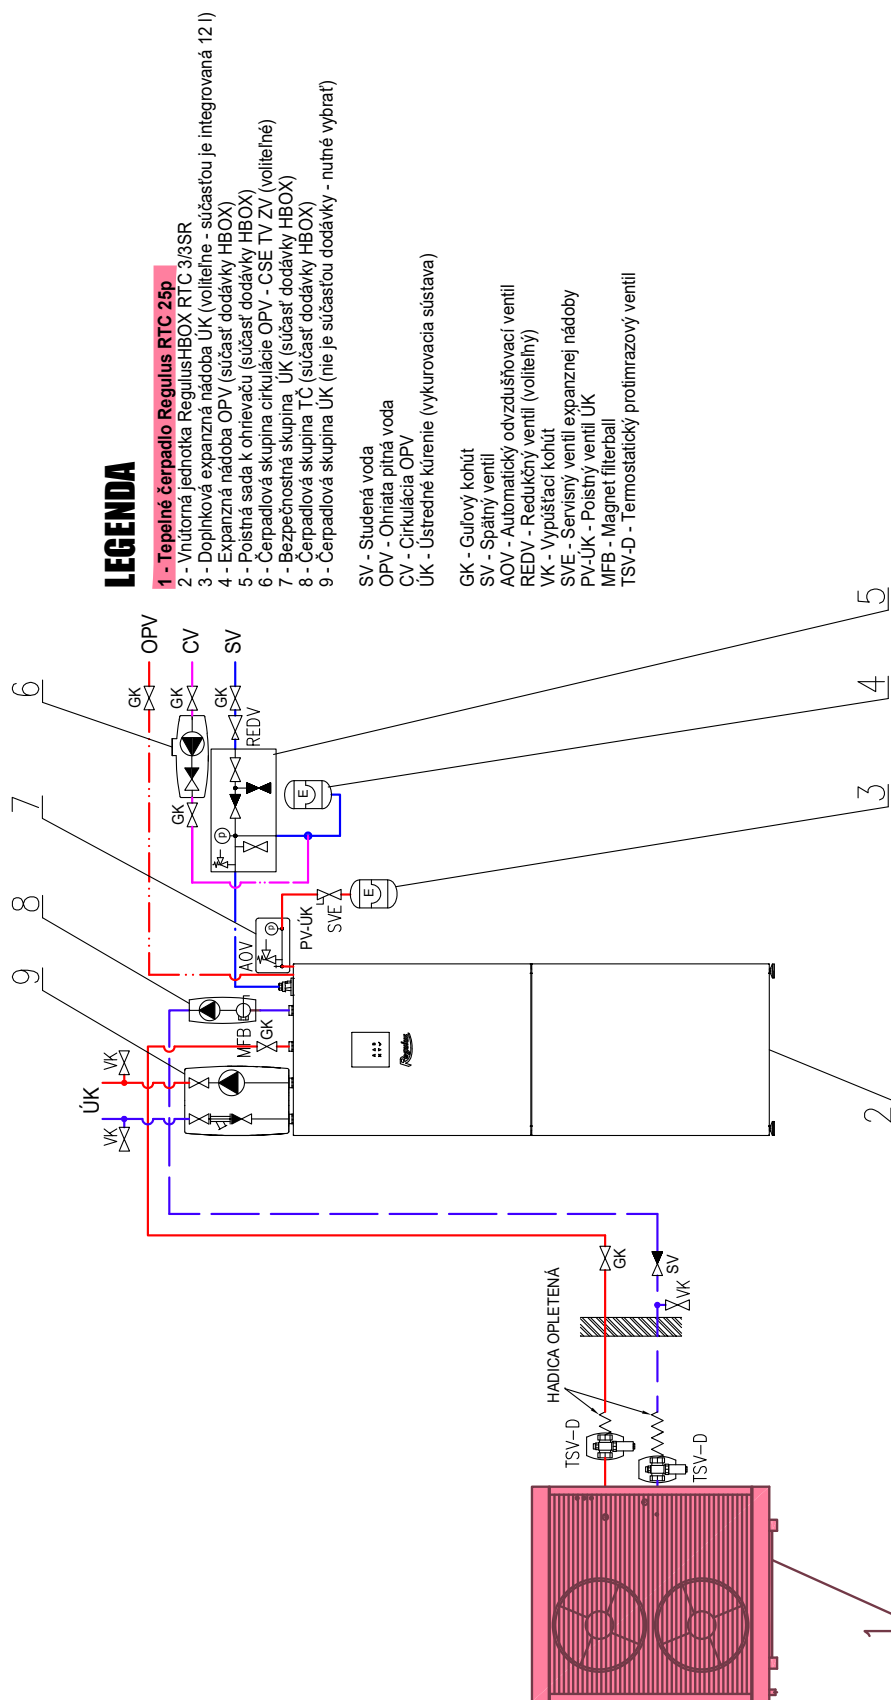 LEGENDA
1 - Tepelné čerpadlo Regulus RTC 25p
2 - Vnútorná jednotka RegulusHBOX RTC 3/3SR
3 - Doplnková expanzná nádoba ÚK (voliteľne - súčasťou je integrovaná 12 l)
4 - Expanzná nádoba OPV (súčasť dodávky HBOX)
5 - Poistná sada k ohrievaču (súčasť dodávky HBOX)
6 - Čerpadlová skupina cirkulácie OPV - CSE TV ZV (voliteľné)
7 - Bezpečnostná skupina ÚK (súčasť dodávky HBOX)
8 - Čerpadlová skupina TČ (súčasť dodávky HBOX)
9 - Čerpadlová skupina ÚK (nie je súčasťou dodávky - nutné vybrať)
SV - Studená voda
OPV - Ohriata pitná voda
CV - Cirkulácia OPV
ÚK - Ústredné kúrenie (vykurovacia sústava)
GK - Guľový kohút
SV - Spätný ventil
AOV - Automatický odvzdušňovací ventil
REDV - Redukčný ventil (voliteľný)
VK - Vypúšťací kohút
SVE - Servisný ventil expanznej nádoby
PV-ÚK - Poistný ventil ÚK
MFB - Magnet filterball
TSV-D - Termostatický protimrazový ventil
OPV
CV
SV
GK
GK
GK
REDV
GK
6
7
8
9
5
4
3
2
1
P
E
P
E
AOV
PV-ÚK
SVE
MFB
GK
ÚK
VK
VK
Regulus
GK
SV
VK
HADICA OPLETENÁ
TSV-D
TSV-D